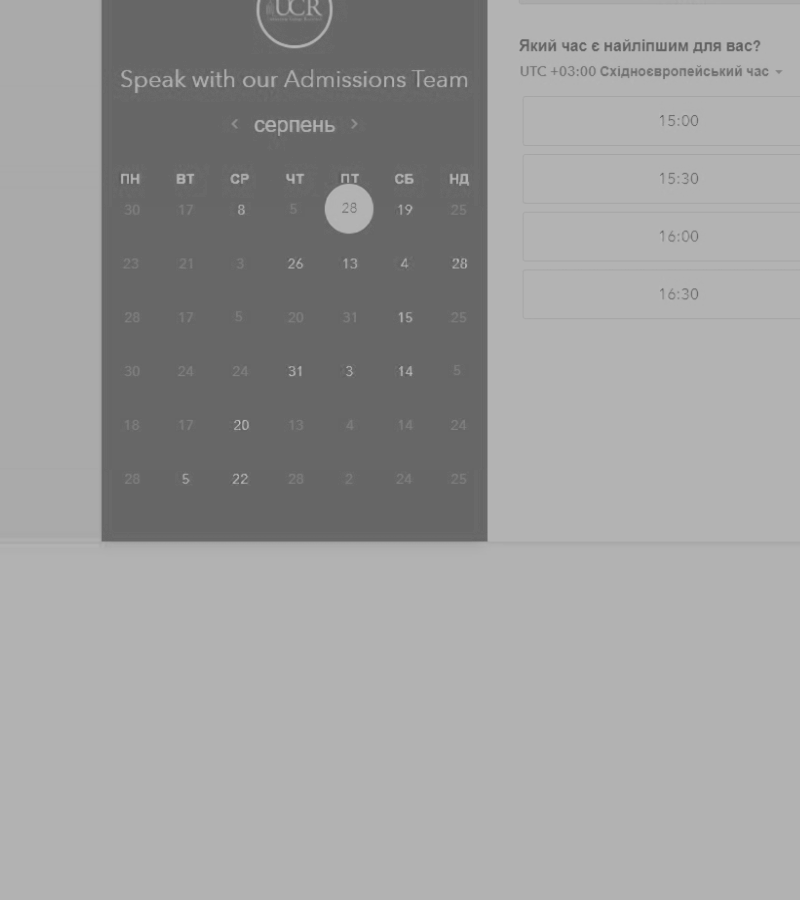 UCR
Speak with our Admissions Team
серпень
ПН ВТ СР ЧТ ПТ СБ НД
30 17 8 5 28 19 25
23 21 3 26 13 4 28
28 17 5 20 31 15 25
30 24 24 31 3 14 5
18 17 20 13 4 14 24
28 5 22 28 2 24 25
Який час є найліпшим для вас?
UTC +03:00 Східноєвропейський час
15:00
15:30
16:00
16:30